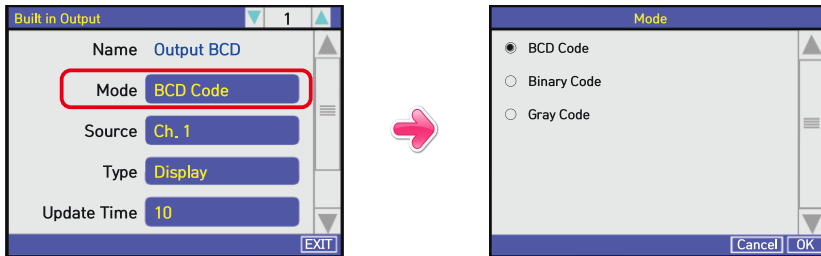 Built in Output 1
Name Output BCD
Mode BCD Code
Source Ch. 1
Type Display
Update Time 10
EXIT
Mode
BCD Code
Binary Code
Gray Code
Cancel OK